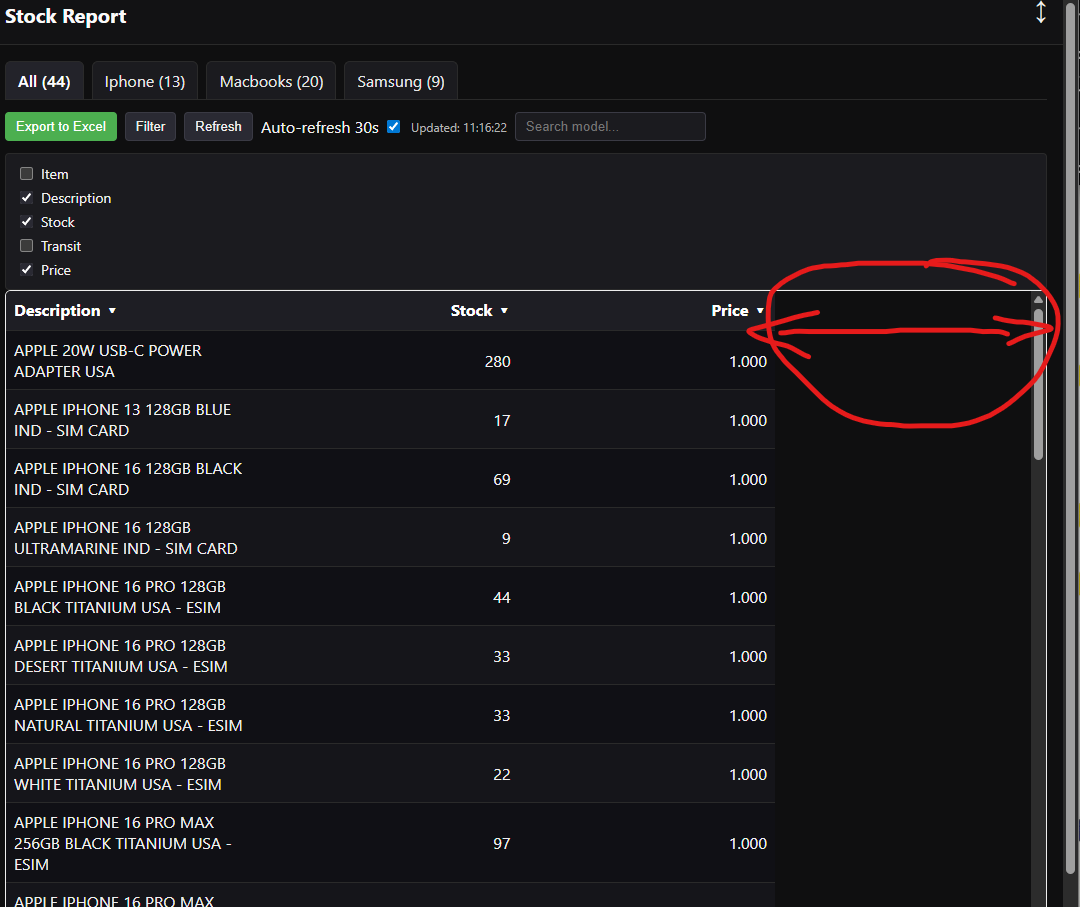 Stock Report
All (44) Iphone (13) Macbooks (20) Samsung (9)
Export to Excel Filter Refresh Auto-refresh 30s Updated: 11:16:22 Search model...
Item
Description
Stock
Transit
Price
Description Stock Price
APPLE 20W USB-C POWER
ADAPTER USA 280 1.000
APPLE IPHONE 13 128GB BLUE
IND - SIM CARD 17 1.000
APPLE IPHONE 16 128GB BLACK
IND - SIM CARD 69 1.000
APPLE IPHONE 16 128GB
ULTRAMARINE IND - SIM CARD 9 1.000
APPLE IPHONE 16 PRO 128GB
BLACK TITANIUM USA - ESIM 44 1.000
APPLE IPHONE 16 PRO 128GB
DESERT TITANIUM USA - ESIM 33 1.000
APPLE IPHONE 16 PRO 128GB
NATURAL TITANIUM USA - ESIM 33 1.000
APPLE IPHONE 16 PRO 128GB
WHITE TITANIUM USA - ESIM 22 1.000
APPLE IPHONE 16 PRO MAX
256GB BLACK TITANIUM USA - 97 1.000
ESIM
APPLE IPHONE 16 PRO MAX